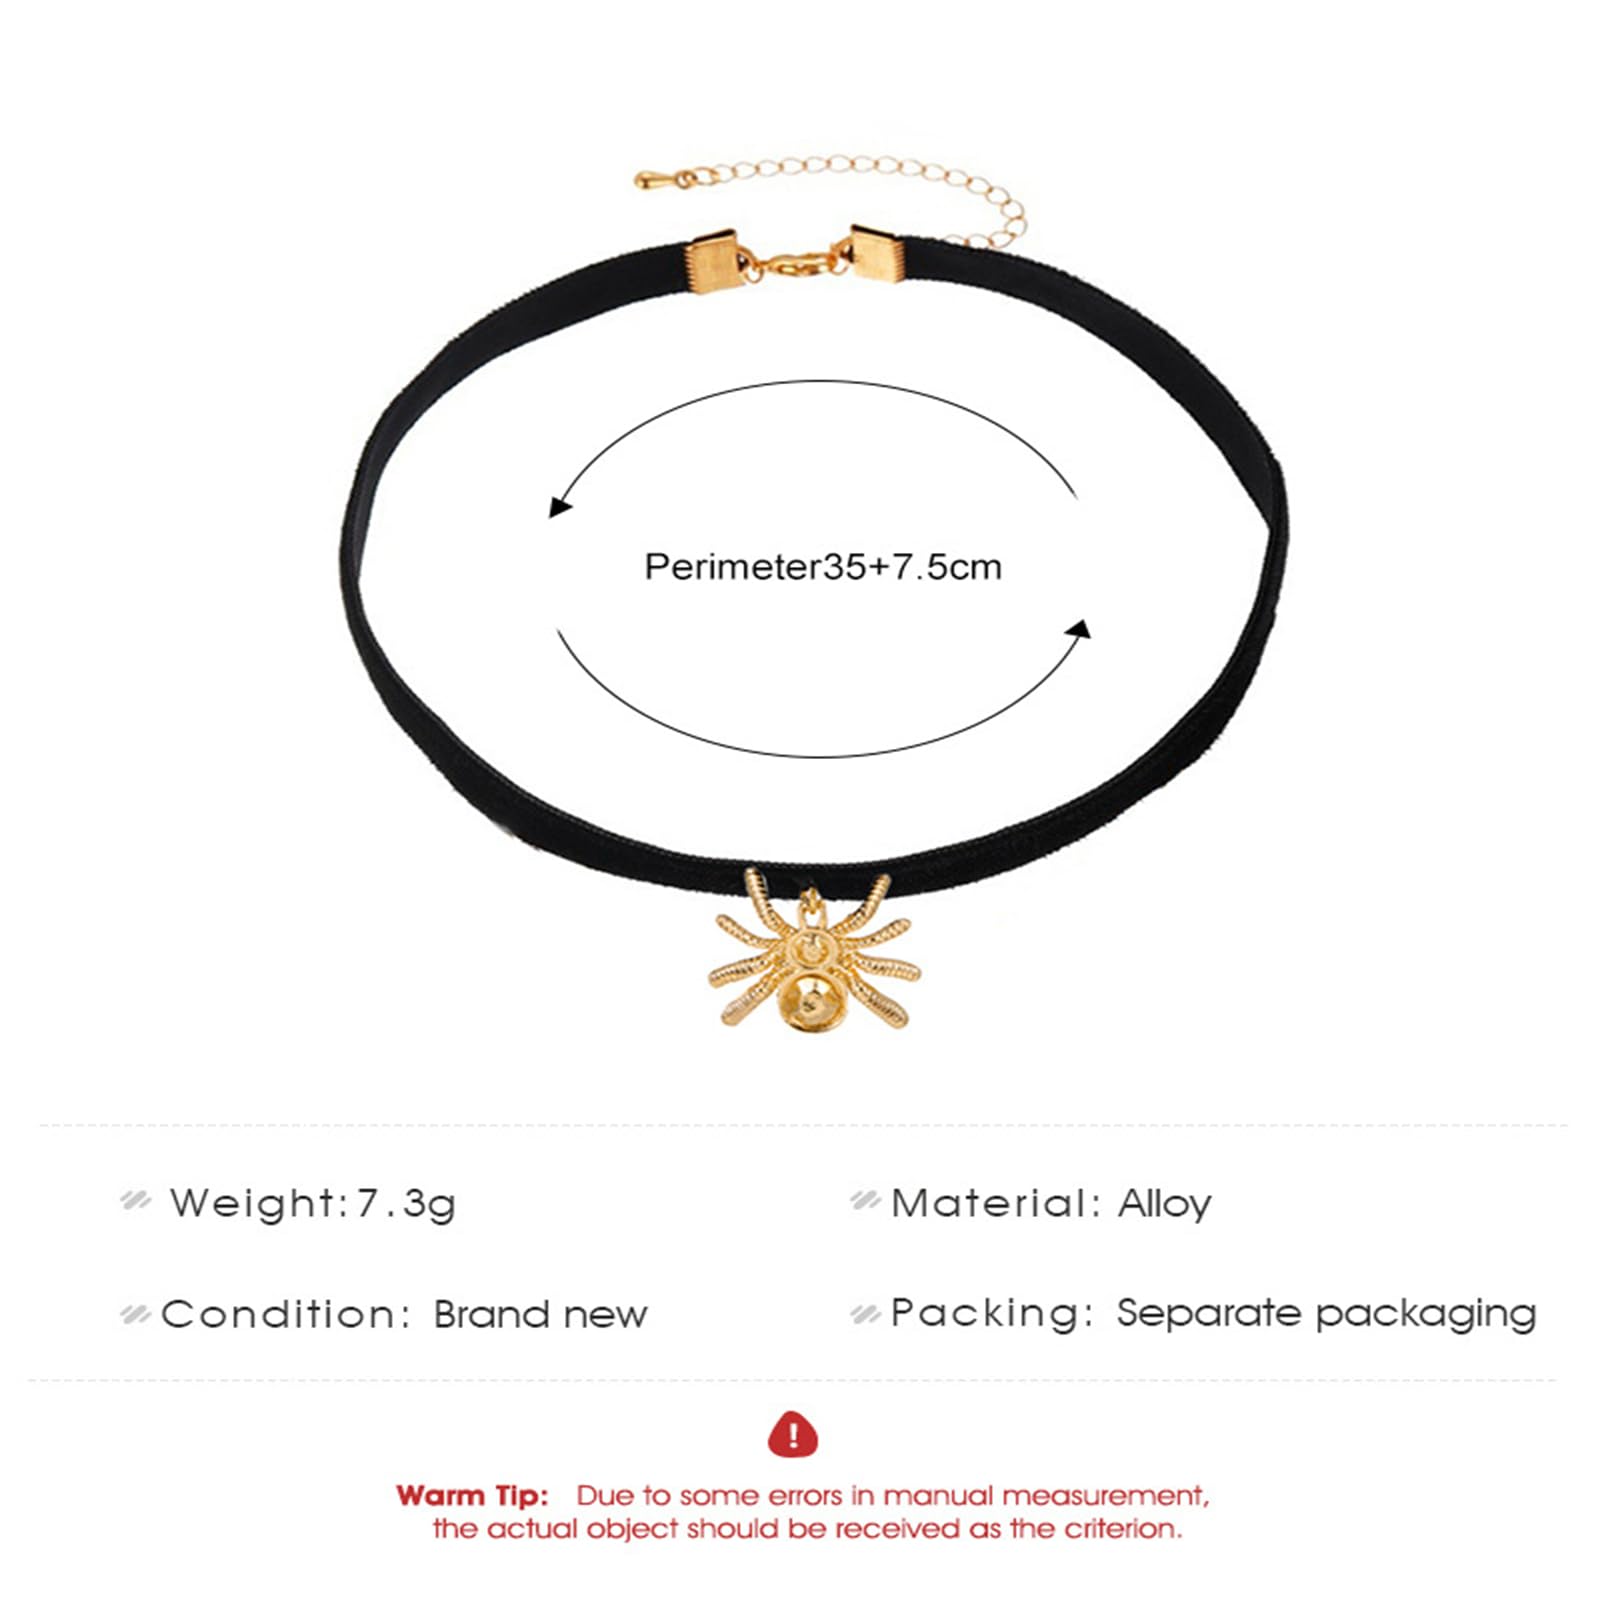 Perimeter35+7.5cm
Weight:7.3g
Material: Alloy
Condition: Brand new
Packing: Separate packaging
!
Warm Tip: Due to some errors in manual measurement,
the actual object should be received as the criterion.